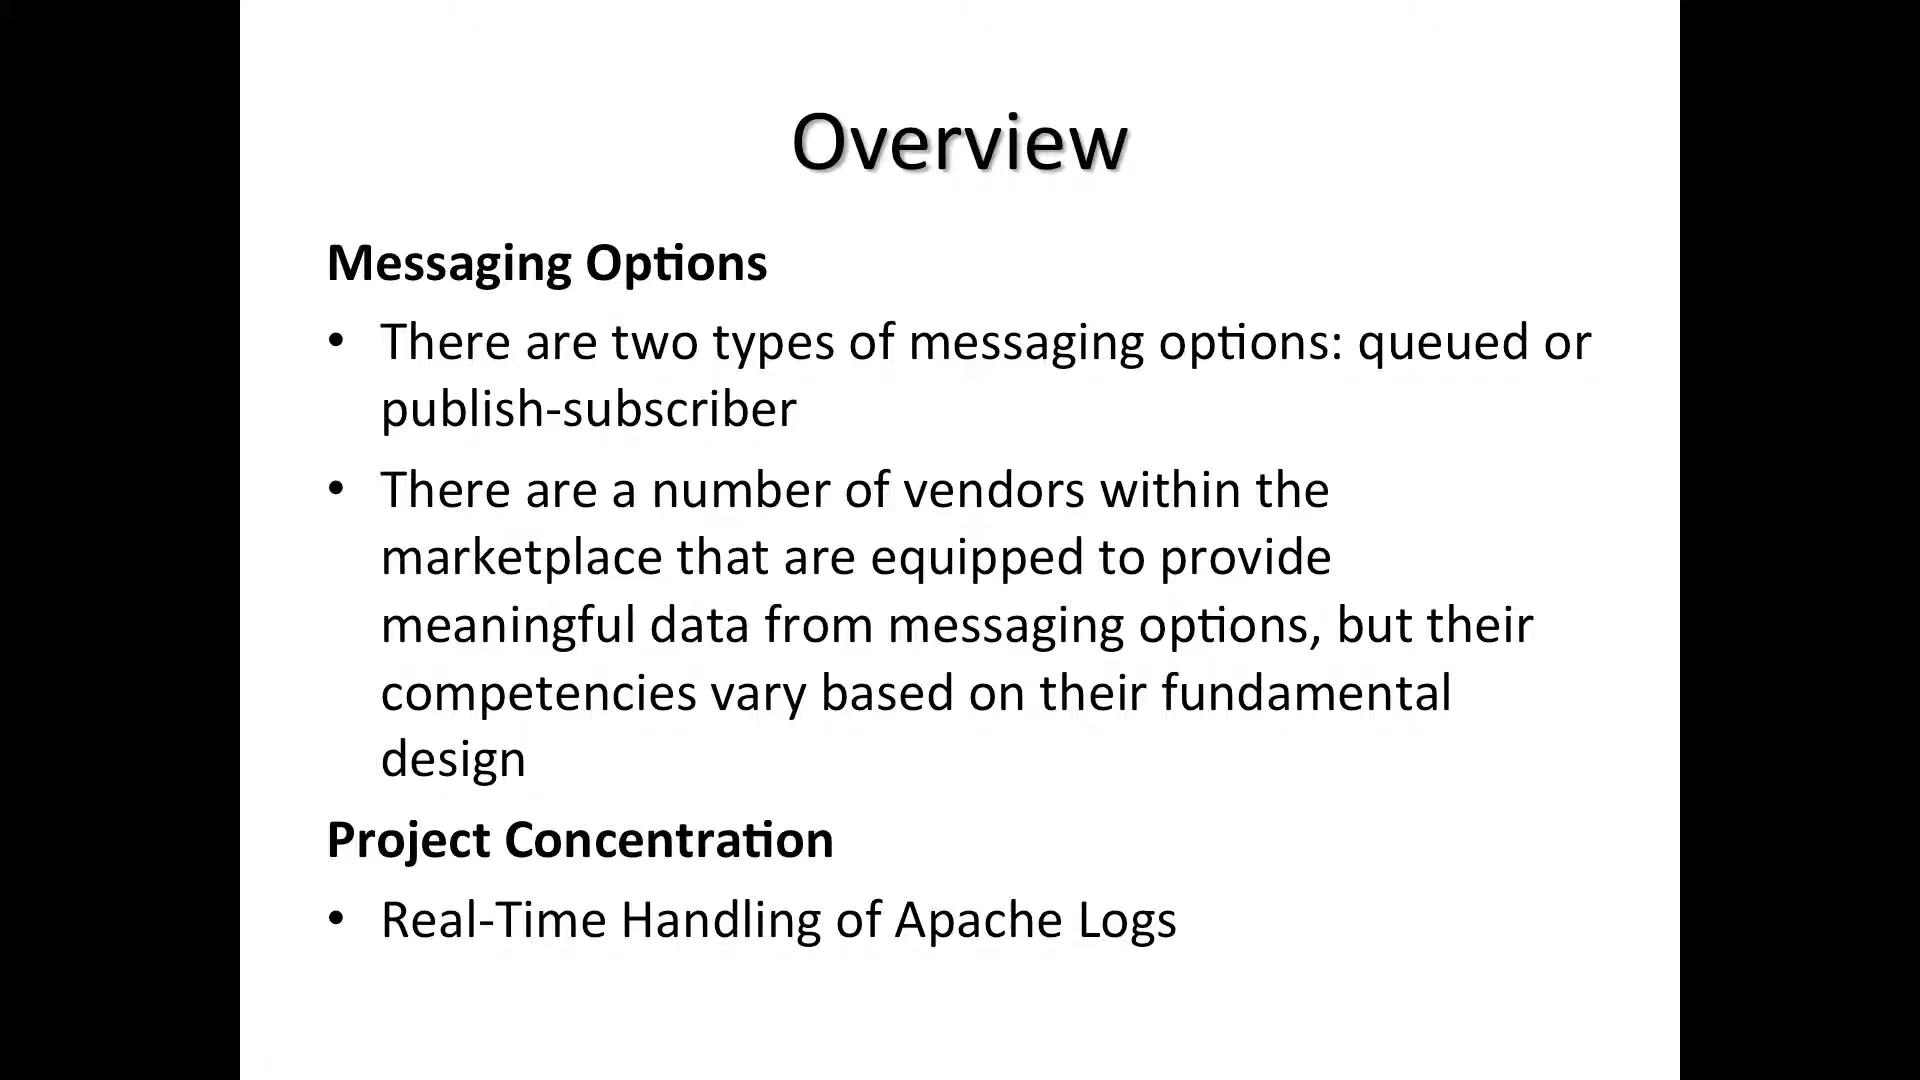 Overview
Messaging Options
• There are two types of messaging options: queued or
publish-subscriber
• There are a number of vendors within the
marketplace that are equipped to provide
meaningful data from messaging options, but their
competencies vary based on their fundamental
design
Project Concentration
• Real-Time Handling of Apache Logs